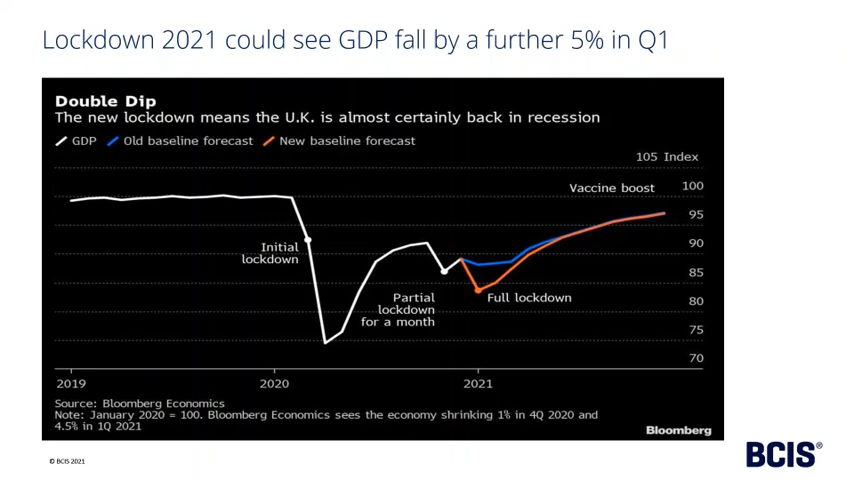 Lockdown 2021 could see GDP fall by a further 5% in Q1
Double Dip
The new lockdown means the U.K. is almost certainly back in recession
GDP Old baseline forecast New baseline forecast
105 Index
Vaccine boost
100
95
90
85
80
75
70
Initial
lockdown
Partial
lockdown
for a month
Full lockdown
2019 2020 2021
Source: Bloomberg Economics
Note: January 2020 = 100. Bloomberg Economics sees the economy shrinking 1% in 4Q 2020 and
4.5% in 1Q 2021
Bloomberg
© BCIS 2021
BCIS®